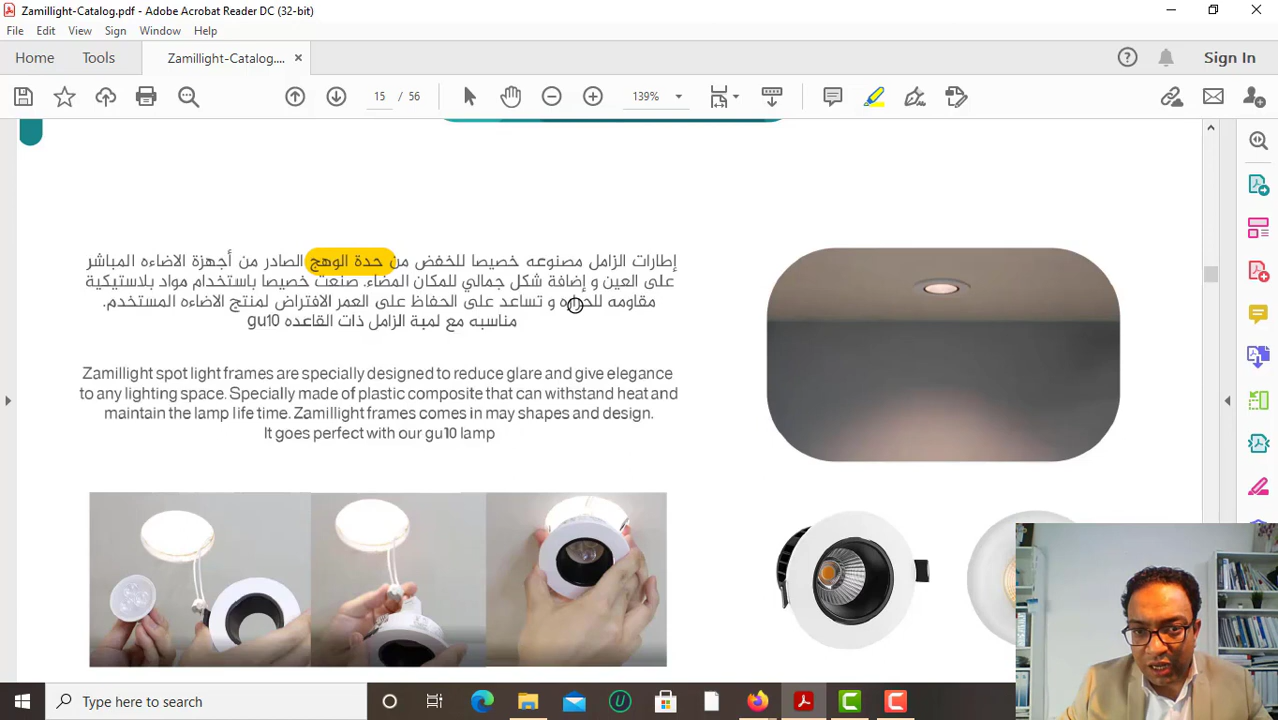 Zamillight-Catalog.pdf - Adobe Acrobat Reader DC (32-bit)
File Edit View Sign Window Help
Home Tools Zamillight-Catalog.... × Sign In
15 / 56 139%
إطارات الزامل مصنوعه خصيصا للخفض من حدة الوهج الصادر من أجهزة الاضاءه المباشر
على العين و إضافة شكل جمالي للمكان المضاء. صنعت خصيصا باستخدام مواد بلاستيكية
مقاومه للحراره و تساعد على الحفاظ على العمر الافتراض لمنتج الاضاءه المستخدم.
مناسبه مع لمبة الزامل ذات القاعده gu10
Zamillight spot light frames are specially designed to reduce glare and give elegance
to any lighting space. Specially made of plastic composite that can withstand heat and
maintain the lamp life time. Zamillight frames comes in may shapes and design.
It goes perfect with our gu10 lamp
Type here to search